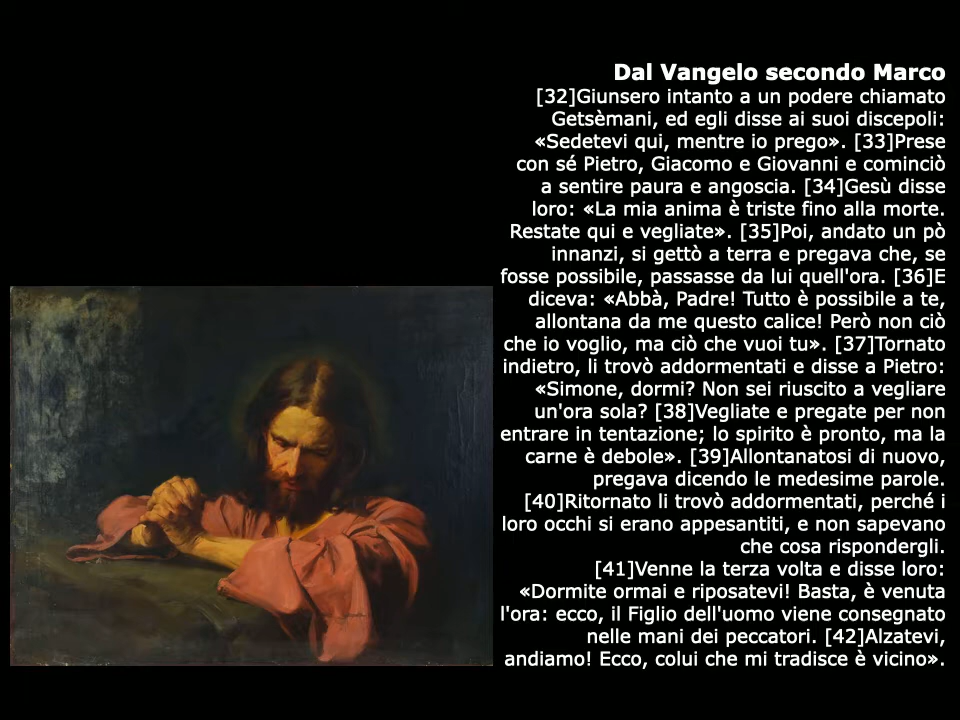 Dal Vangelo secondo Marco
[32]Giunsero intanto a un podere chiamato
Getsèmani, ed egli disse ai suoi discepoli:
«Sedetevi qui, mentre io prego». [33]Prese
con sé Pietro, Giacomo e Giovanni e cominciò
a sentire paura e angoscia. [34]Gesù disse
loro: «La mia anima è triste fino alla morte.
Restate qui e vegliate». [35]Poi, andato un pò
innanzi, si gettò a terra e pregava che, se
fosse possibile, passasse da lui quell'ora. [36]E
diceva: «Abbà, Padre! Tutto è possibile a te,
allontana da me questo calice! Però non ciò
che io voglio, ma ciò che vuoi tu». [37]Tornato
indietro, li trovò addormentati e disse a Pietro:
«Simone, dormi? Non sei riuscito a vegliare
un'ora sola? [38]Vegliate e pregate per non
entrare in tentazione; lo spirito è pronto, ma la
carne è debole». [39]Allontanatosi di nuovo,
pregava dicendo le medesime parole.
[40]Ritornato li trovò addormentati, perché i
loro occhi si erano appesantiti, e non sapevano
che cosa rispondergli.
[41]Venne la terza volta e disse loro:
«Dormite ormai e riposatevi! Basta, è venuta
l'ora: ecco, il Figlio dell'uomo viene consegnato
nelle mani dei peccatori. [42]Alzatevi,
andiamo! Ecco, colui che mi tradisce è vicino».